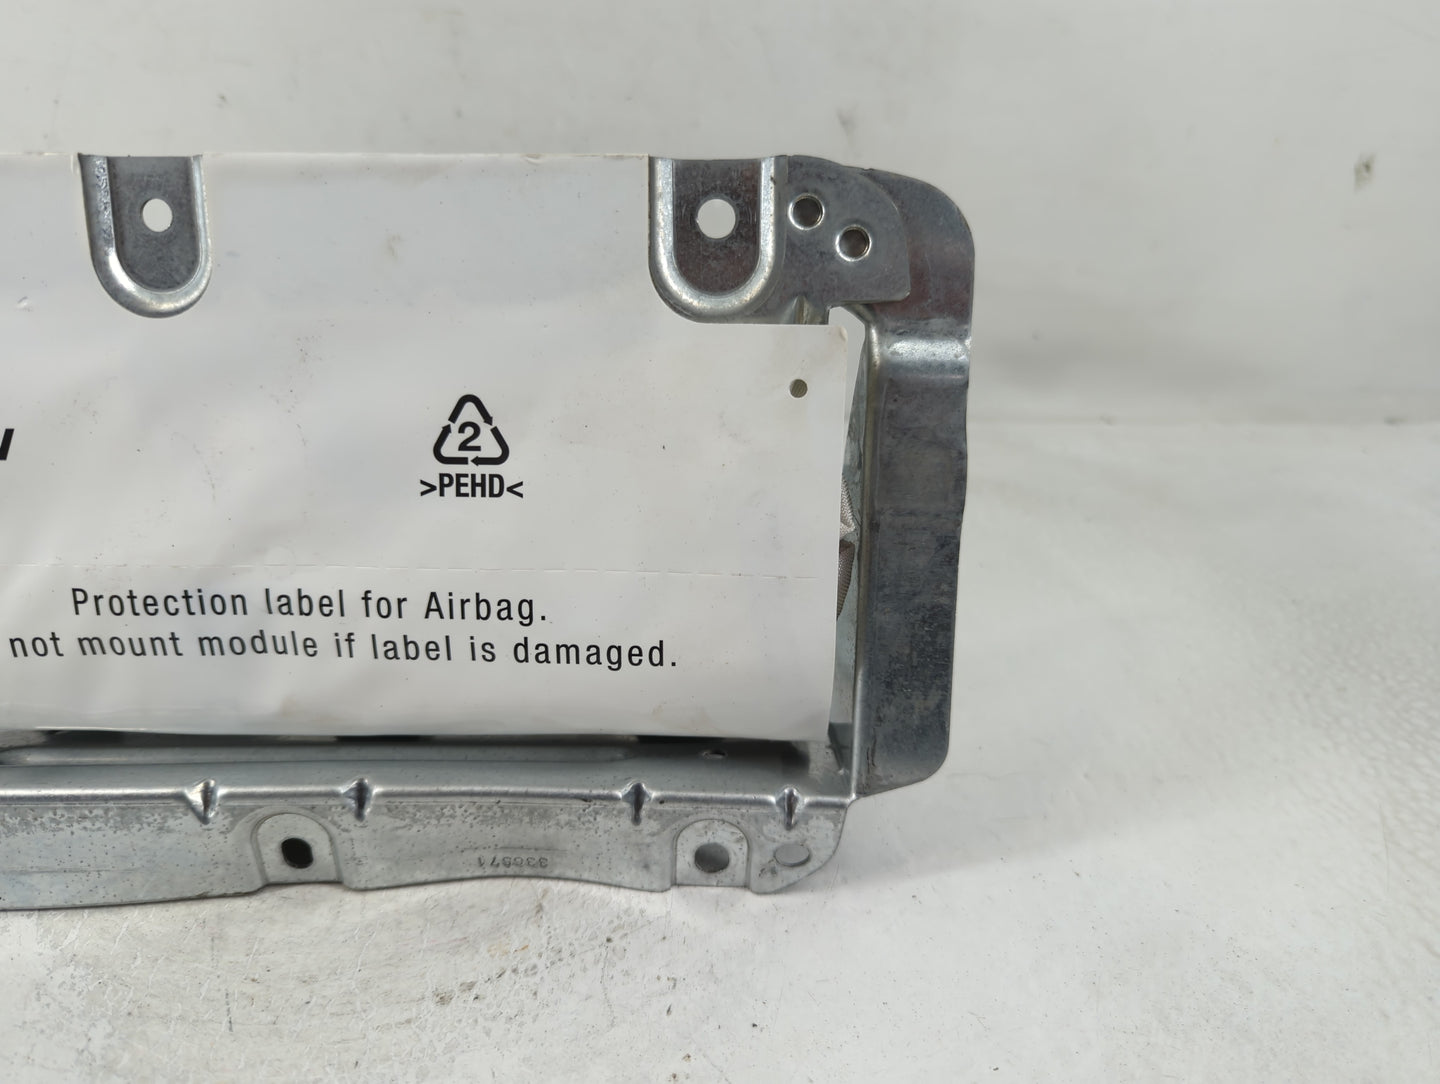 2
>PEHD<
Protection label for Airbag.
not mount module if label is damaged.